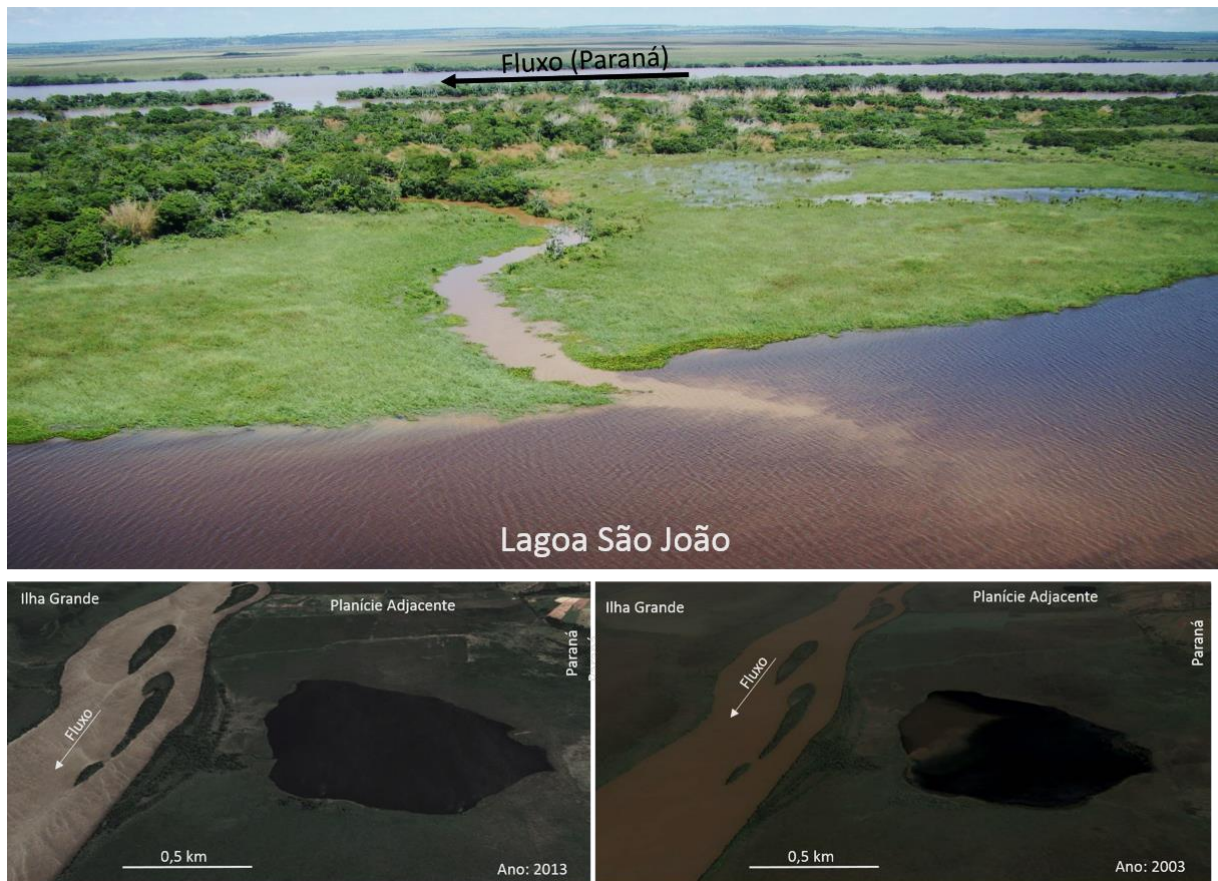 Fluxo (Paraná)
Lagoa São João
Ilha Grande
Planície Adjacente
Paraná
Fluxo
0,5 km
Ano: 2013
Ilha Grande
Planície Adjacente
Paraná
Fluxo
0,5 km
Ano: 2003